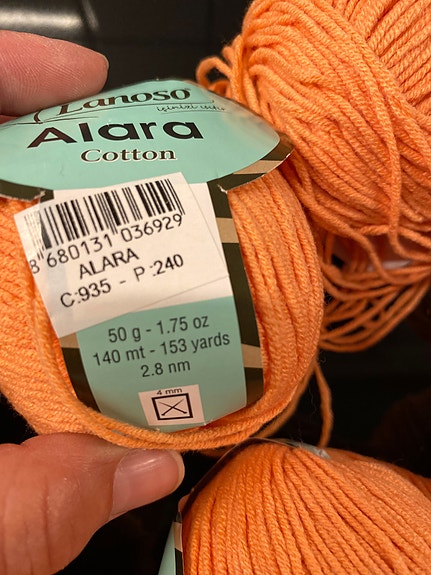 Lanoso
Alara
Cotton
8 680131 036929
ALARA
C:935 - P:240
50 g - 1.75 oz
140 mt - 153 yards
2.8 nm
4 mm